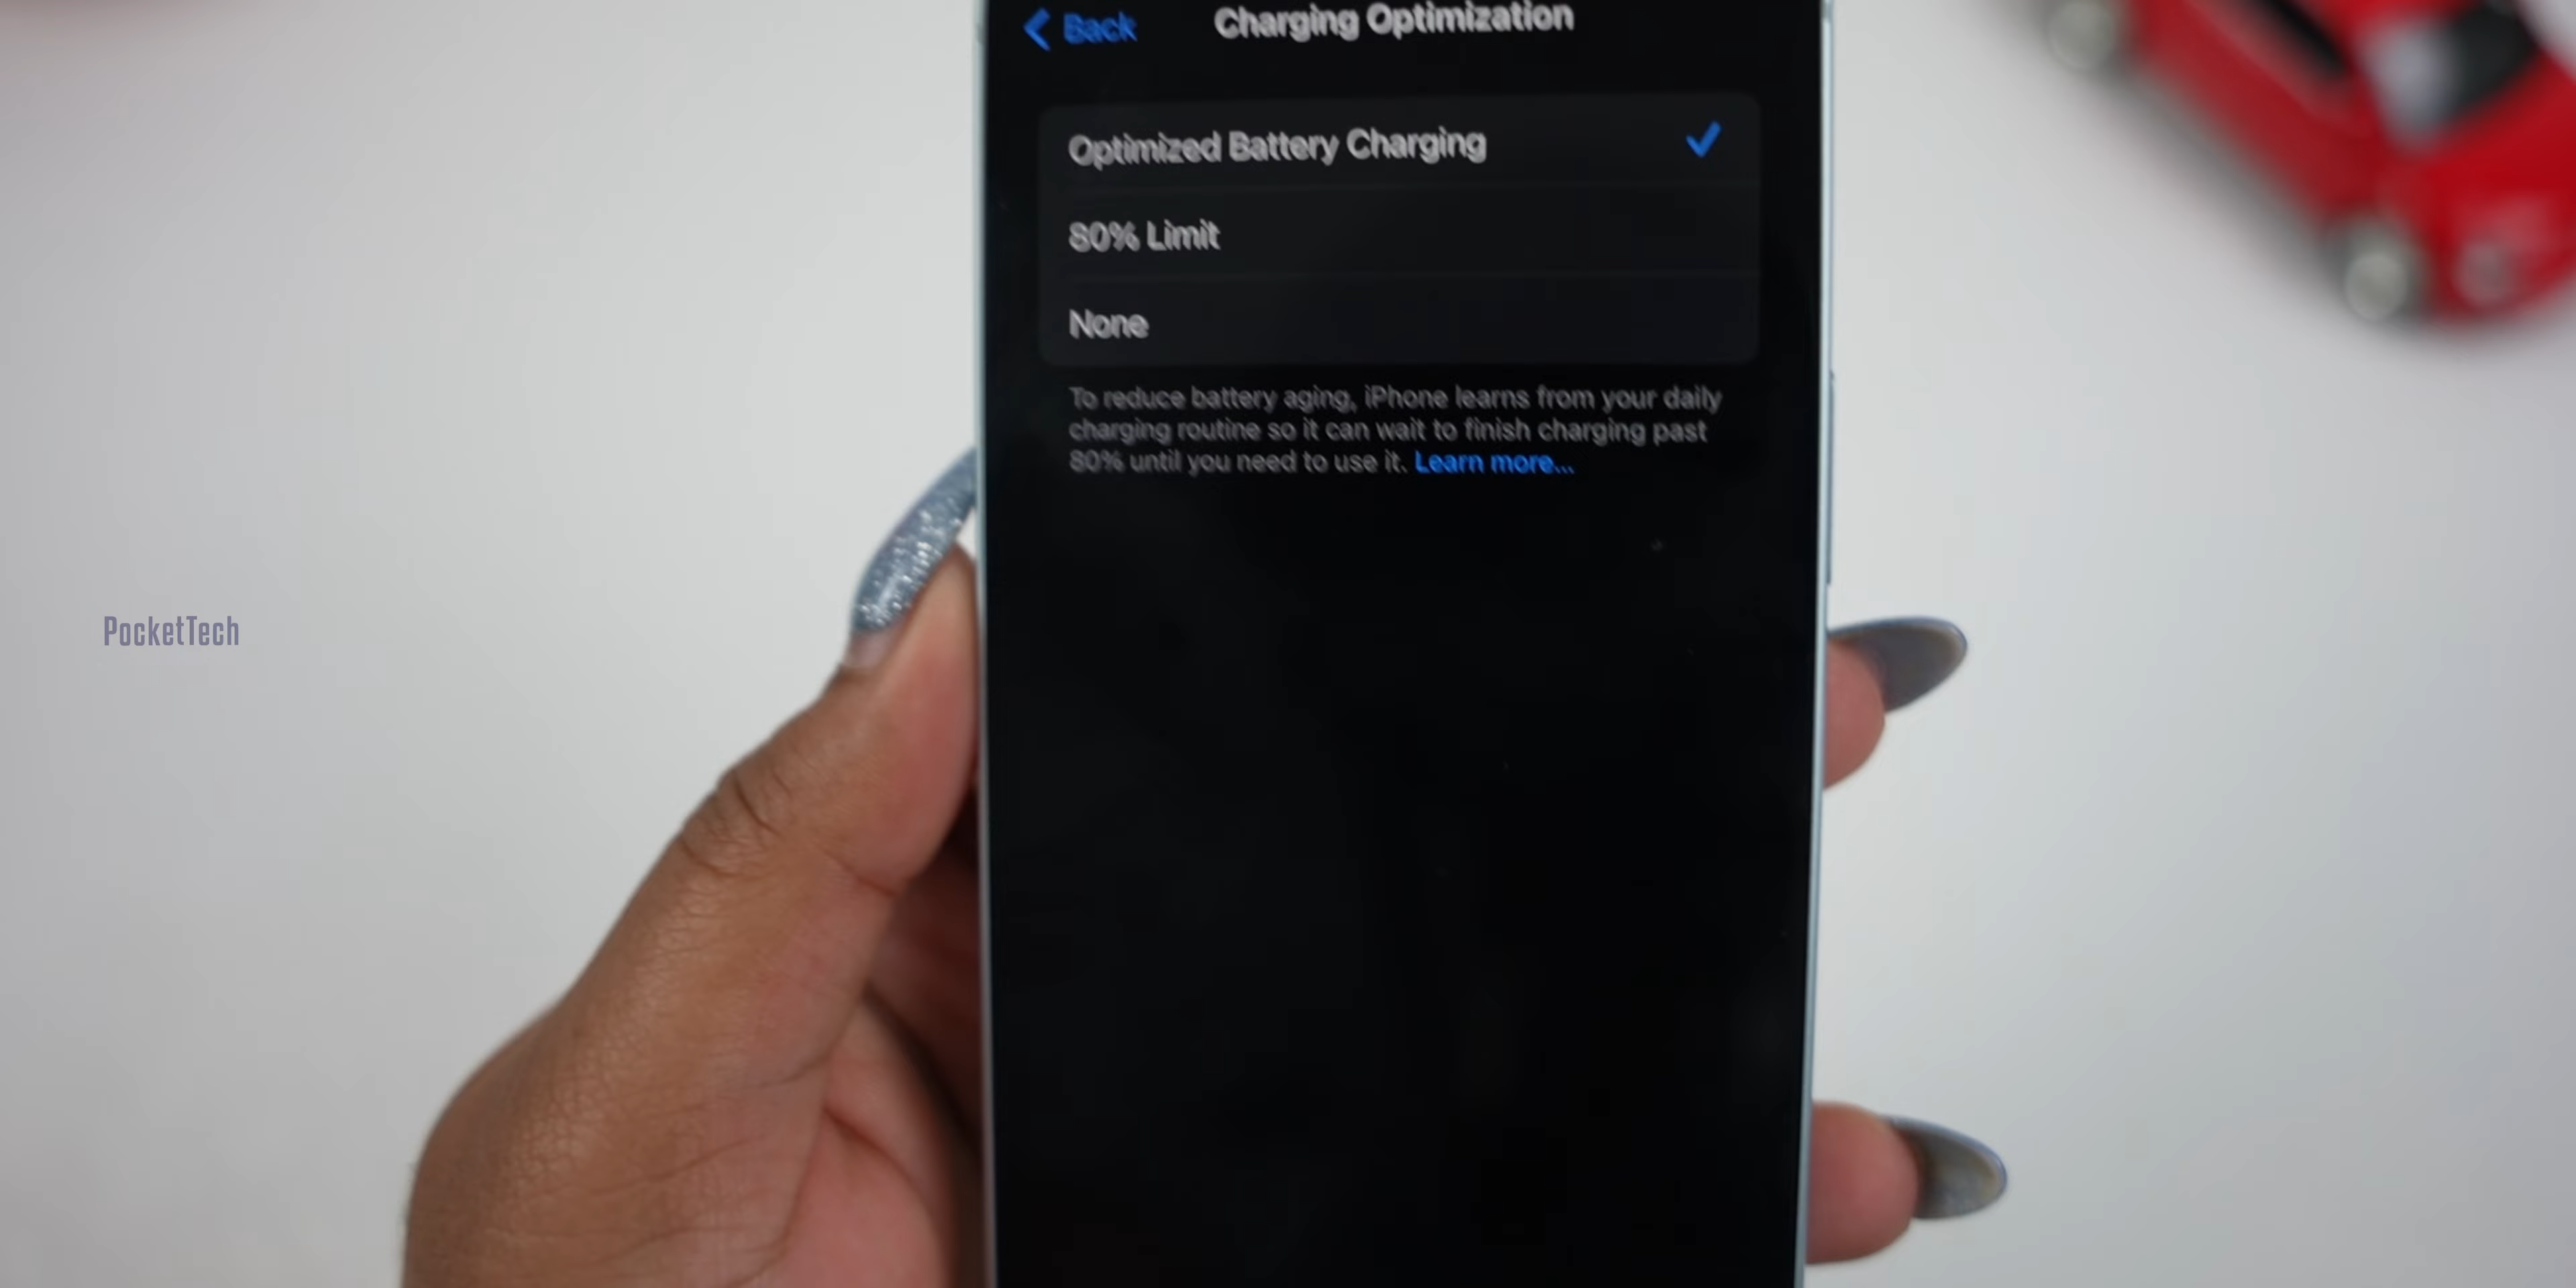 Back
Charging Optimization
Optimized Battery Charging
80% Limit
None
To reduce battery aging, iPhone learns from your daily
charging routine so it can wait to finish charging past
80% until you need to use it. Learn more...
PocketTech